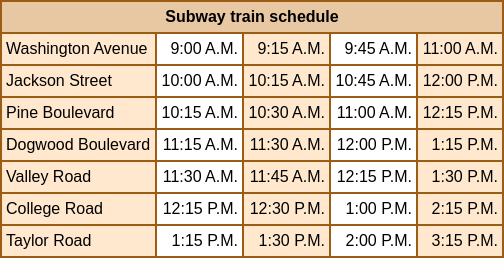 Subway train schedule
Washington Avenue 9:00 A.M. 9:15 A.M. 9:45 A.M. 11:00 A.M.
Jackson Street 10:00 A.M. 10:15 A.M. 10:45 A.M. 12:00 P.M.
Pine Boulevard 10:15 A.M. 10:30 A.M. 11:00 A.M. 12:15 P.M.
Dogwood Boulevard 11:15 A.M. 11:30 A.M. 12:00 P.M. 1:15 P.M.
Valley Road 11:30 A.M. 11:45 A.M. 12:15 P.M. 1:30 P.M.
College Road 12:15 P.M. 12:30 P.M. 1:00 P.M. 2:15 P.M.
Taylor Road 1:15 P.M. 1:30 P.M. 2:00 P.M. 3:15 P.M.